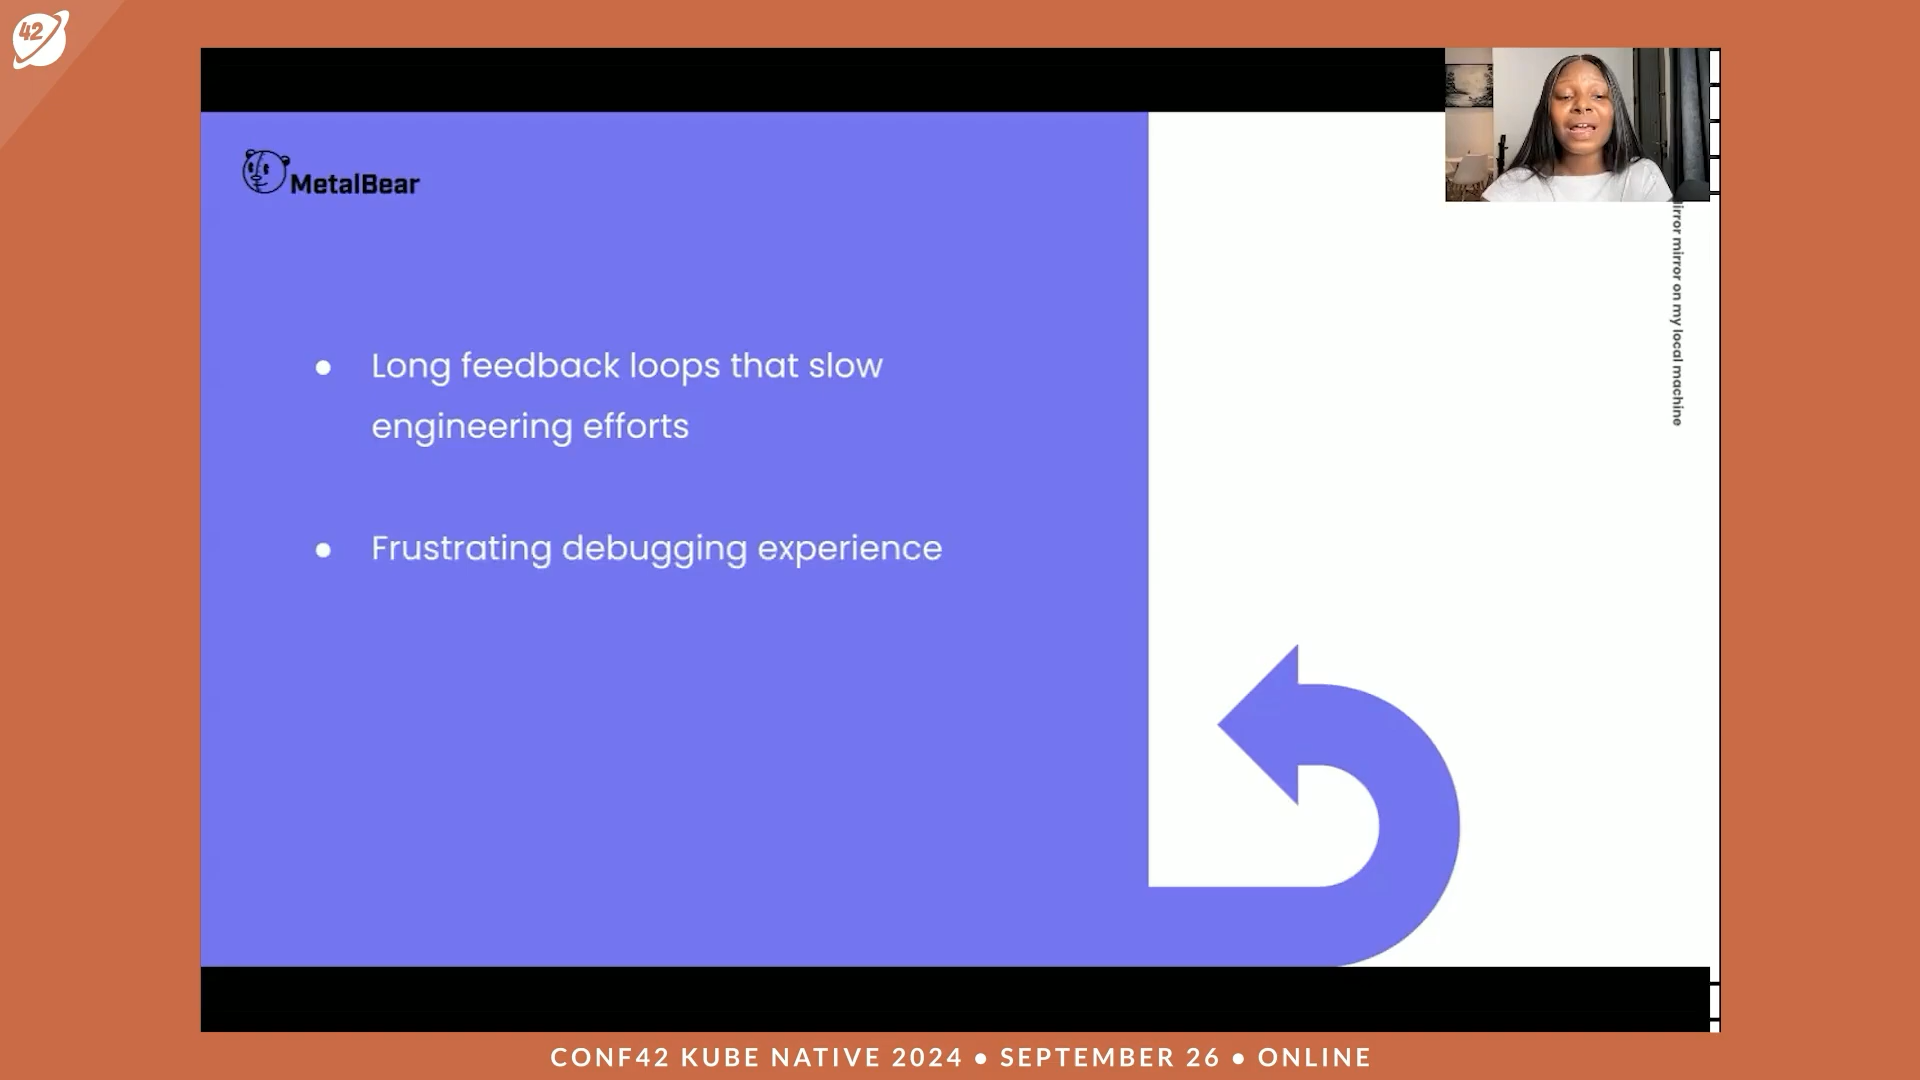 42
MetalBear
mirror on my local machine
● Long feedback loops that slow
engineering efforts
● Frustrating debugging experience
CONF42 KUBE NATIVE 2024 ● SEPTEMBER 26 ● ONLINE